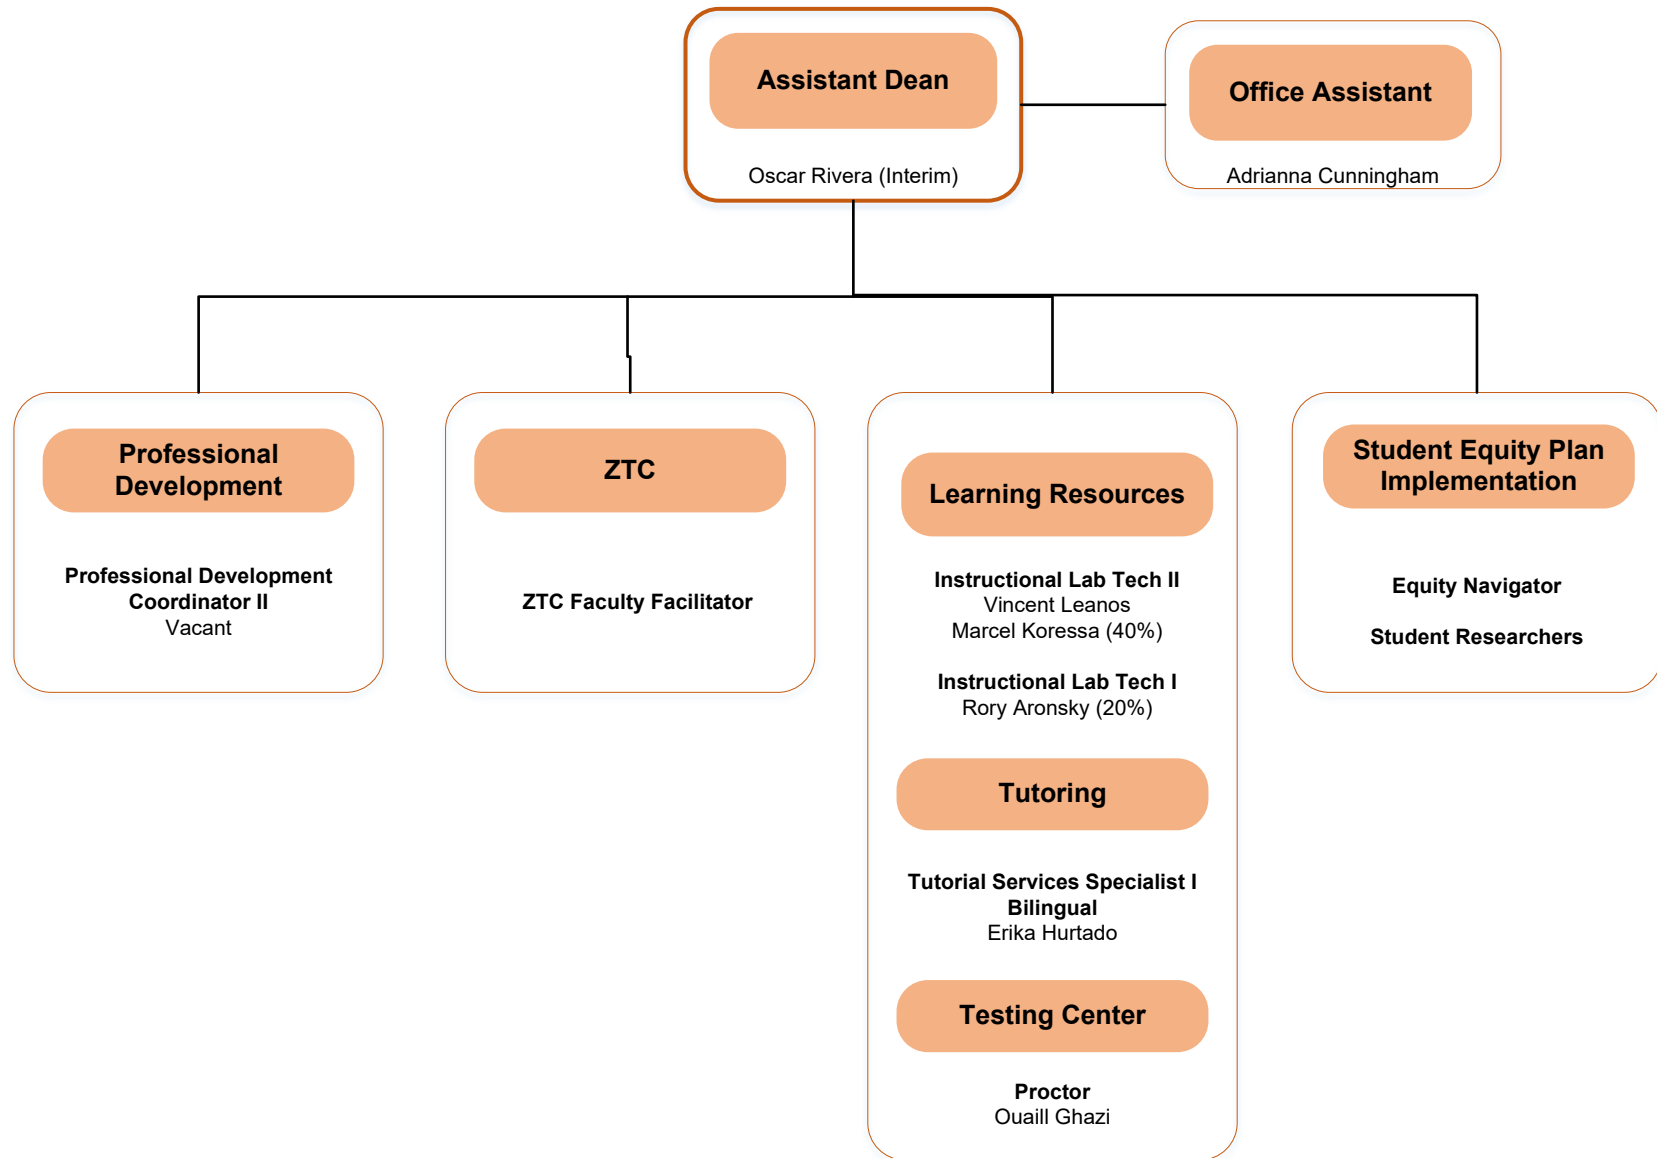 Assistant Dean
Oscar Rivera (Interim)
Office Assistant
Adrianna Cunningham
Professional
Development
Professional Development
Coordinator II
Vacant
ZTC
ZTC Faculty Facilitator
Learning Resources
Instructional Lab Tech II
Vincent Leanos
Marcel Koressa (40%)
Instructional Lab Tech I
Rory Aronsky (20%)
Tutoring
Tutorial Services Specialist I
Bilingual
Erika Hurtado
Testing Center
Proctor
Ouaill Ghazi
Student Equity Plan
Implementation
Equity Navigator
Student Researchers